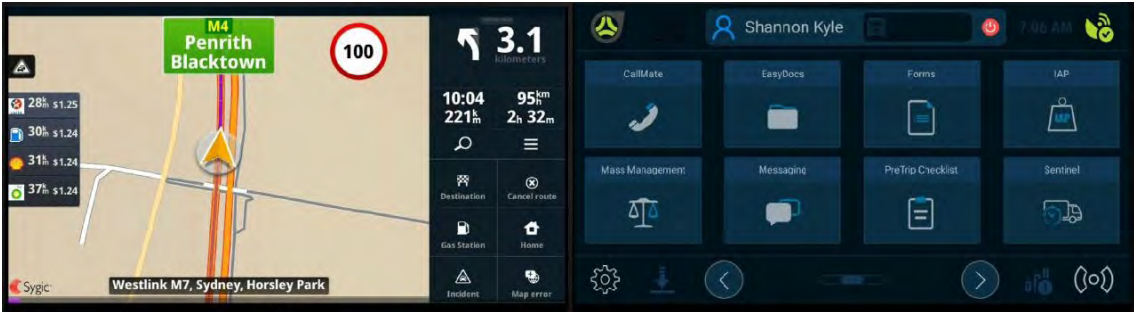 M4
Penrith
Blacktown
100
28km $1.25
30km $1.24
31km $1.24
37km $1.24
Sygic
Westlink M7, Sydney, Horsley Park
3.1
kilometers
10:04
95km/h
221km
2h 32m
Destination
Cancel route
Gas Station
Home
Incident
Map error
Shannon Kyle
7:06 AM
CallMate
EasyDocs
Forms
IAP
IAP
Mass Management
Messaging
PreTrip Checklist
Sentinel